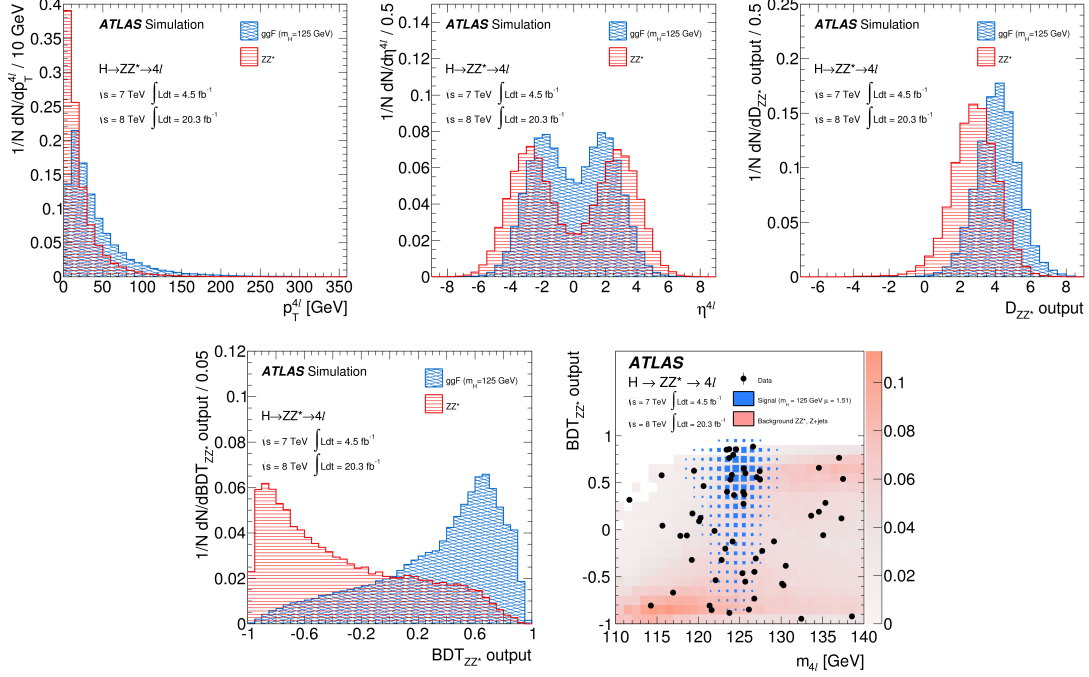 1/N dN/dp_T^{4l} / 10 GeV
0.4
0.35
0.3
0.25
0.2
0.15
0.1
0.05
0
ATLAS Simulation
ggF (m_H=125 GeV)
ZZ*
H→ZZ*→4l
√s = 7 TeV ∫Ldt = 4.5 fb⁻¹
√s = 8 TeV ∫Ldt = 20.3 fb⁻¹
0 50 100 150 200 250 300 350
p_T^{4l} [GeV]
1/N dN/dη^{4l} / 0.5
0.14
0.12
0.1
0.08
0.06
0.04
0.02
0
ATLAS Simulation
ggF (m_H=125 GeV)
ZZ*
H→ZZ*→4l
√s = 7 TeV ∫Ldt = 4.5 fb⁻¹
√s = 8 TeV ∫Ldt = 20.3 fb⁻¹
-8 -6 -4 -2 0 2 4 6 8
η^{4l}
1/N dN/dD_{ZZ*} output / 0.5
0.25
0.2
0.15
0.1
0.05
0
ATLAS Simulation
ggF (m_H=125 GeV)
ZZ*
H→ZZ*→4l
√s = 7 TeV ∫Ldt = 4.5 fb⁻¹
√s = 8 TeV ∫Ldt = 20.3 fb⁻¹
-6 -4 -2 0 2 4 6 8
D_{ZZ*} output
1/N dN/dBDT_{ZZ*} output / 0.05
0.12
0.1
0.08
0.06
0.04
0.02
0
ATLAS Simulation
ggF (m_H=125 GeV)
ZZ*
H→ZZ*→4l
√s = 7 TeV ∫Ldt = 4.5 fb⁻¹
√s = 8 TeV ∫Ldt = 20.3 fb⁻¹
-1 -0.6 -0.2 0.2 0.6 1
BDT_{ZZ*} output
BDT_{ZZ*} output
1
0.5
0
-0.5
-1
ATLAS
H → ZZ* → 4l
√s = 7 TeV ∫Ldt = 4.5 fb⁻¹
√s = 8 TeV ∫Ldt = 20.3 fb⁻¹
Data
Signal (m_H = 125 GeV μ = 1.51)
Background ZZ*, Z+jets
0.1
0.08
0.06
0.04
0.02
0
110 115 120 125 130 135 140
m_{4l} [GeV]